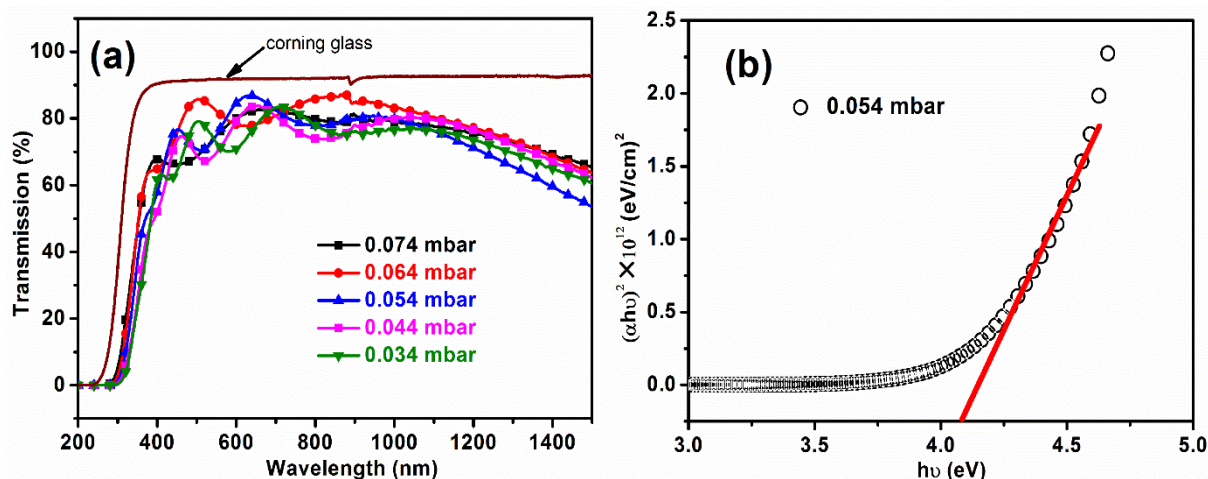 (a)
corning glass
100
80
60
40
20
0
Transmission (%)
0.074 mbar
0.064 mbar
0.054 mbar
0.044 mbar
0.034 mbar
200 400 600 800 1000 1200 1400
Wavelength (nm)
(b)
0.054 mbar
2.5
2.0
1.5
1.0
0.5
0.0
(αhυ)² ×10¹² (eV/cm)²
3.0 3.5 4.0 4.5 5.0
hυ (eV)